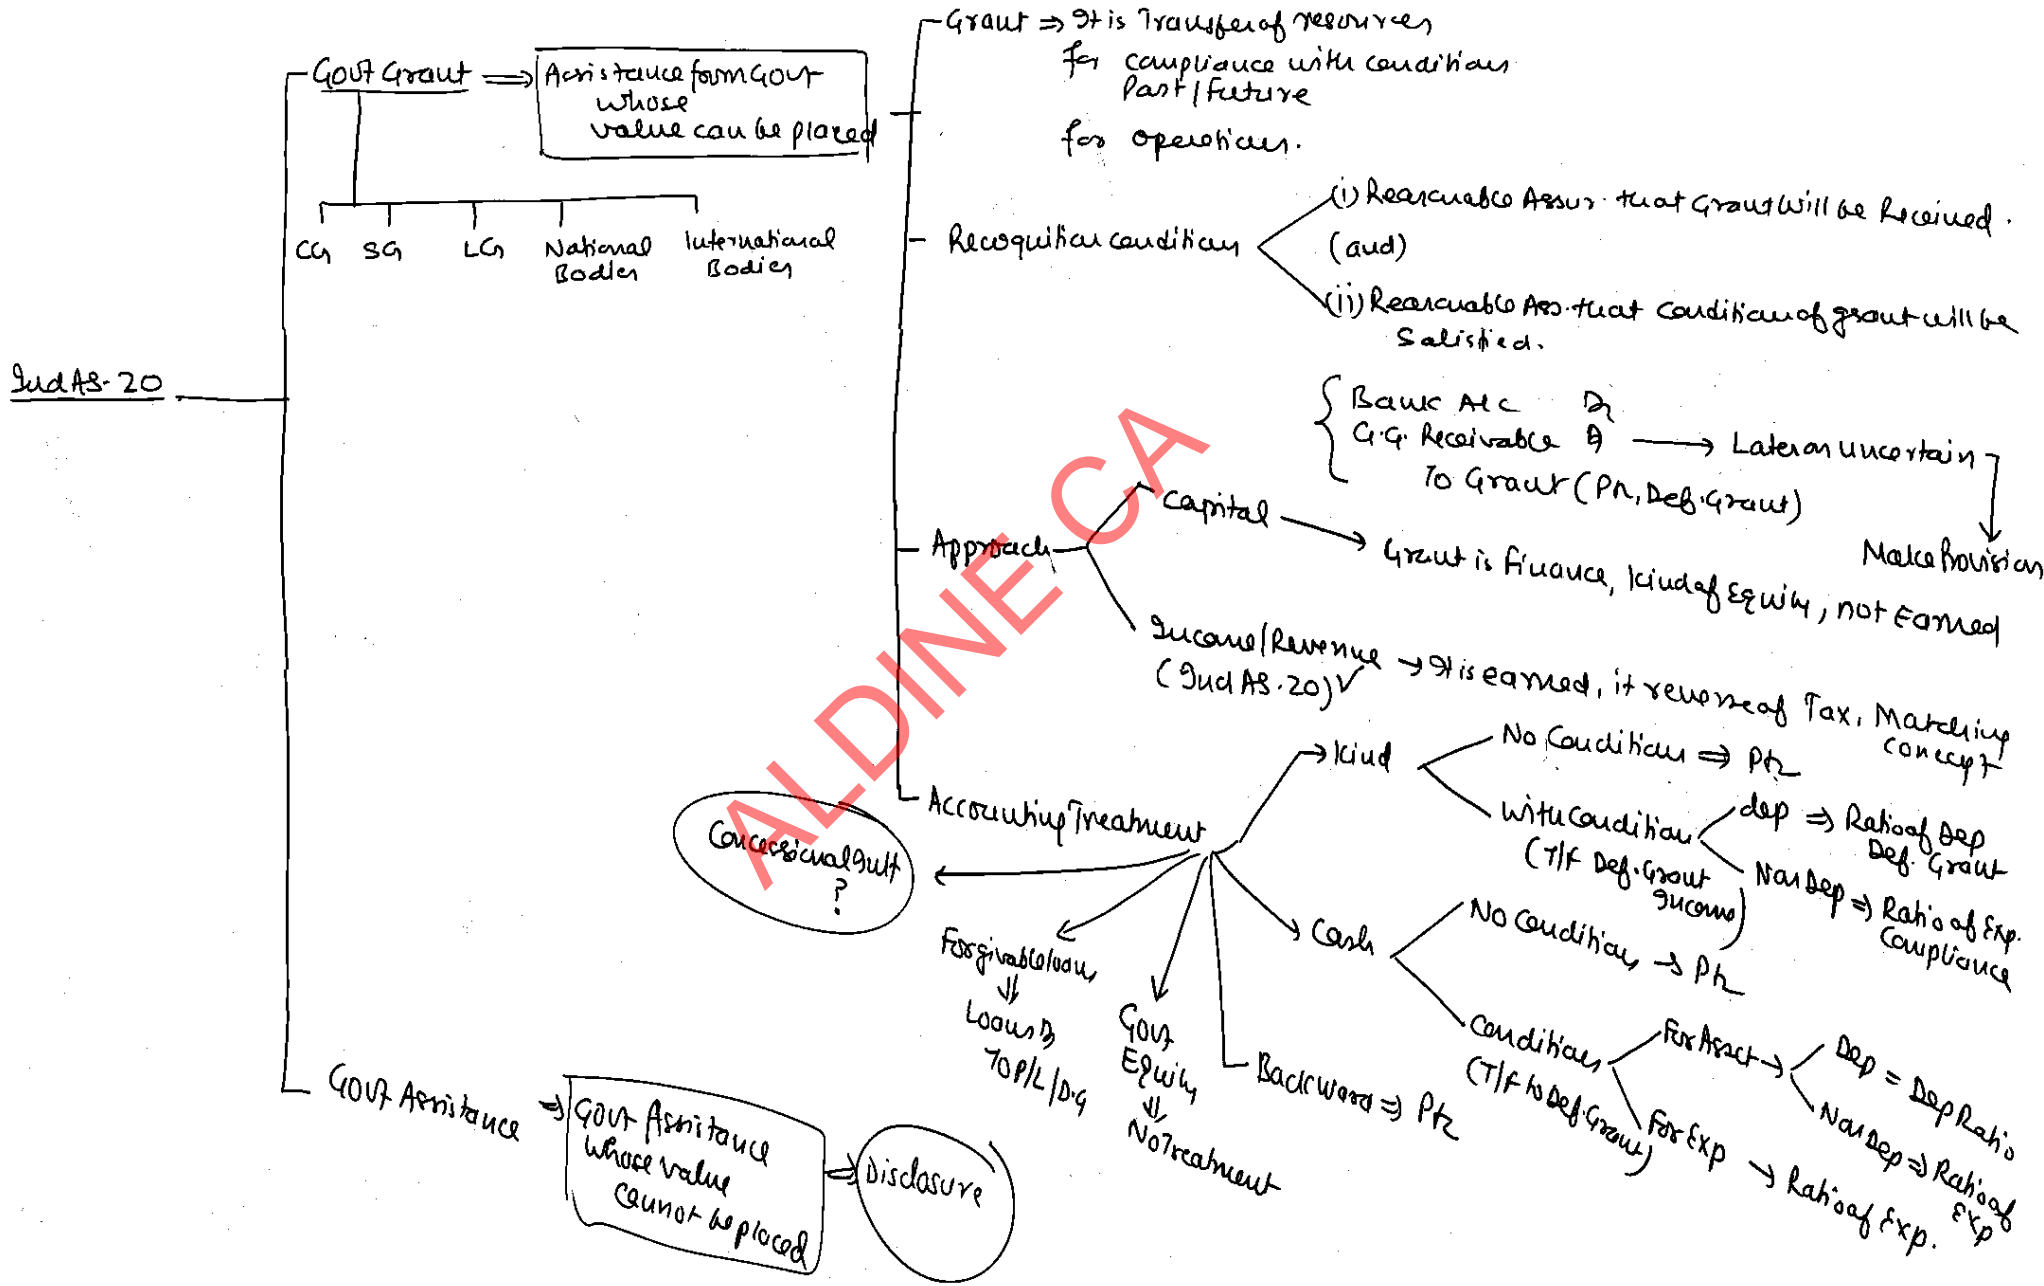 Ind AS-20
Govt Grant ⇒ Assistance from Govt
whose
value can be placed
CG SG LG National
Bodies
International
Bodies
Grant ⇒ It is Transfer of resources
for compliance with conditions
Past/Future
for operations.
Recognition conditions
(i) Reasonable Assur. that Grant will be Received.
(and)
(ii) Reasonable Ass. that condition of grant will be
Satisfied.
Bank A/c Dr
G.G. Receivable Dr → Later on uncertain
To Grant (P/L, Def. Grant)
Make Provision
Approach
Capital → Grant is finance, kind of Equity, not Earned
Income/Revenue → It is earned, it reverse of Tax, Matching
concept
(Ind AS-20) ✓
Accounting Treatment
Kind
No Conditions ⇒ P/L
With Condition
(T/f Def. Grant
Income)
dep ⇒ Ratio of Dep
Def. Grant
Non Dep ⇒ Ratio of Exp.
Compliance
Cash
No Conditions → P/L
Conditions
(T/f to Def. Grant)
For Asset →
Dep = Dep Ratio
Non Dep ⇒ Ratio of
Exp
For Exp → Ratio of Exp.
Backward ⇒ P/L
Govt
Equity
⇓
No Treatment
Forgivable loans
⇓
Loans Dr
To P/L/D.G
Concessional Int
?
Govt Assistance ⇒ Govt Assistance
whose value
cannot be placed
⇒ Disclosure
ALDINE CA